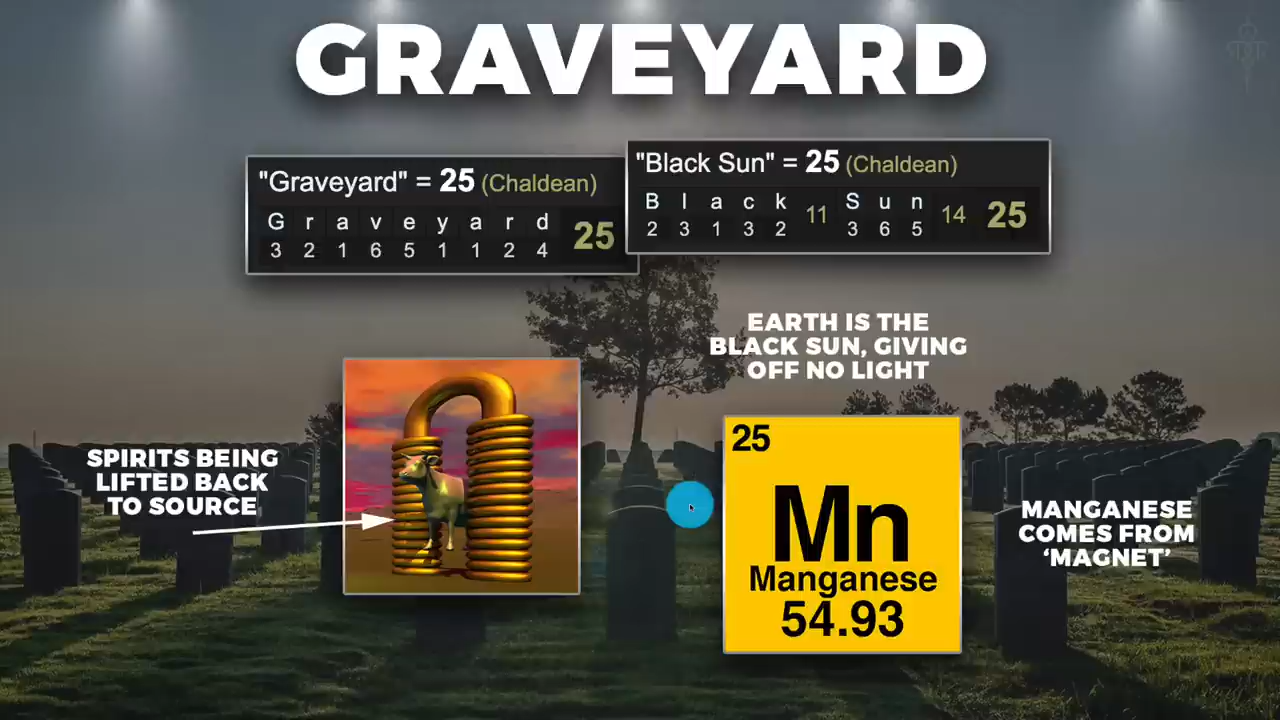 GRAVEYARD
"Graveyard" = 25 (Chaldean)
G r a v e y a r d
3 2 1 6 5 1 1 2 4 25
"Black Sun" = 25 (Chaldean)
B l a c k 11 S u n 14 25
2 3 1 3 2 3 6 5
EARTH IS THE
BLACK SUN, GIVING
OFF NO LIGHT
SPIRITS BEING
LIFTED BACK
TO SOURCE
25
Mn
Manganese
54.93
MANGANESE
COMES FROM
‘MAGNET’